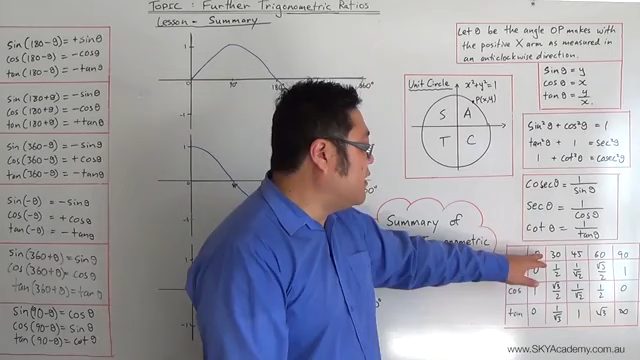 TOPIC: Further Trigonometric Ratios
Lesson - Summary
sin(180-θ) = +sinθ
cos(180-θ) = -cosθ
tan(180-θ) = -tanθ
sin(180+θ) = -sinθ
cos(180+θ) = -cosθ
tan(180+θ) = +tanθ
sin(360-θ) = -sinθ
cos(360-θ) = +cosθ
tan(360-θ) = -tanθ
sin(-θ) = -sinθ
cos(-θ) = +cosθ
tan(-θ) = -tanθ
sin(360+θ) = sinθ
cos(360+θ) = cosθ
tan(360+θ) = tanθ
sin(90-θ) = cosθ
cos(90-θ) = sinθ
tan(90-θ) = cotθ
1
90°
180°
360°
-1
1
-1
Unit Circle
x²+y²=1
P(x,y)
S A
T C
Summary of
Let θ be the angle OP makes with
the positive X arm as measured in
an anticlockwise direction.
sinθ = y
cosθ = x
tanθ = y/x
sin²θ + cos²θ = 1
tan²θ + 1 = sec²θ
1 + cot²θ = cosec²θ
cosecθ = 1/sinθ
secθ = 1/cosθ
cotθ = 1/tanθ
30 45 60 90
0 1/2 1/√2 √3/2 1
cos 1 √3/2 1/√2 1/2 0
tan 0 1/√3 1 √3 ∞
www.SKYAcademy.com.au